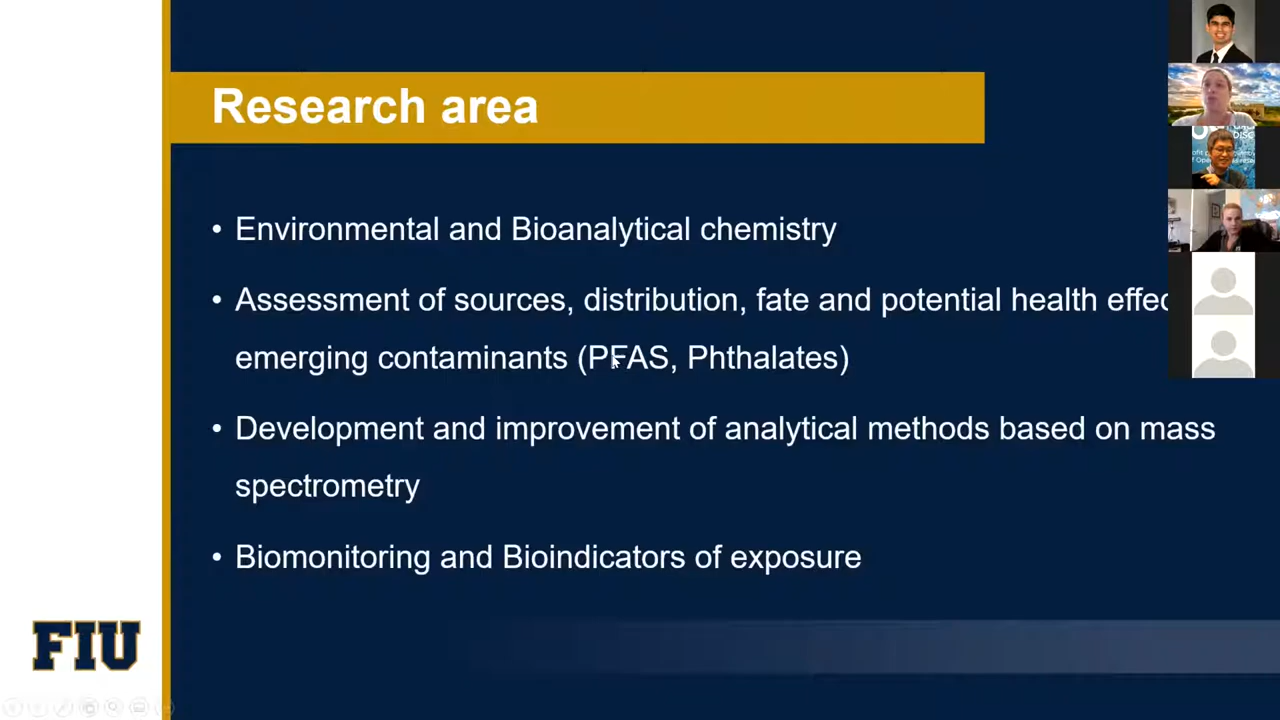 Research area
• Environmental and Bioanalytical chemistry
• Assessment of sources, distribution, fate and potential health effec
emerging contaminants (PFAS, Phthalates)
• Development and improvement of analytical methods based on mass
spectrometry
• Biomonitoring and Bioindicators of exposure
FIU